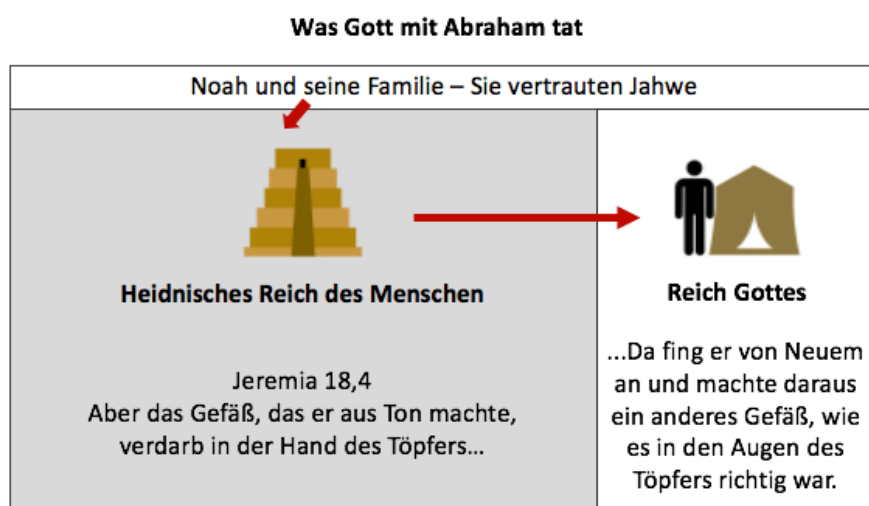 Was Gott mit Abraham tat
Noah und seine Familie – Sie vertrauten Jahwe
Heidnisches Reich des Menschen
Jeremia 18,4
Aber das Gefäß, das er aus Ton machte,
verdarb in der Hand des Töpfers...
Reich Gottes
...Da fing er von Neuem
an und machte daraus
ein anderes Gefäß, wie
es in den Augen des
Töpfers richtig war.